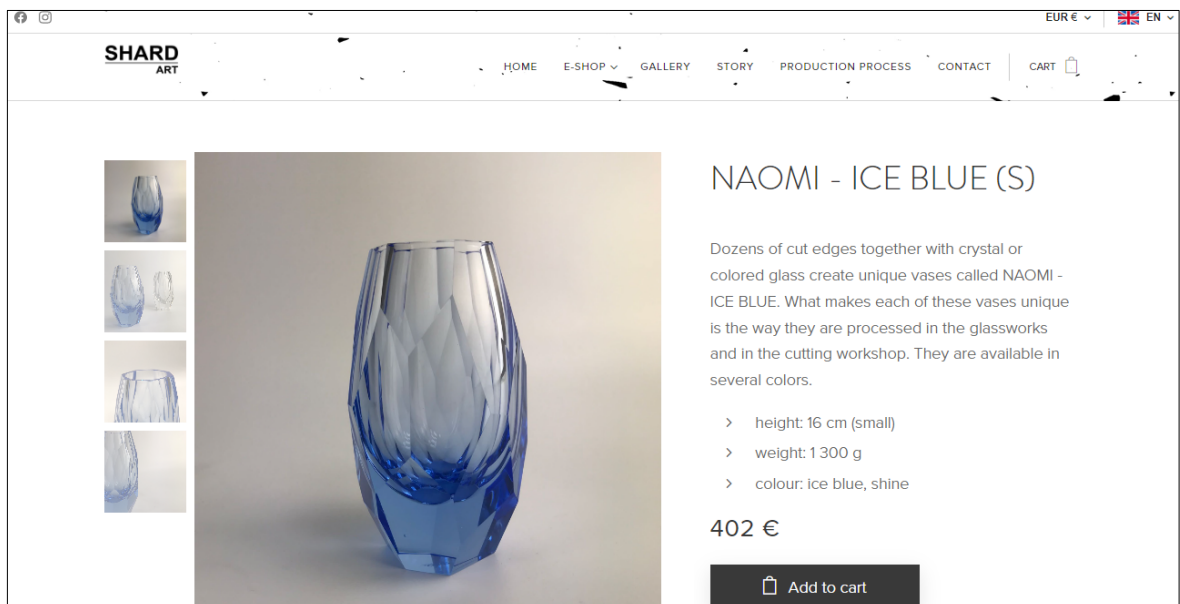 EUR € EN
SHARD
ART
HOME E-SHOP GALLERY STORY PRODUCTION PROCESS CONTACT CART
NAOMI - ICE BLUE (S)
Dozens of cut edges together with crystal or
colored glass create unique vases called NAOMI -
ICE BLUE. What makes each of these vases unique
is the way they are processed in the glassworks
and in the cutting workshop. They are available in
several colors.
height: 16 cm (small)
weight: 1 300 g
colour: ice blue, shine
402 €
Add to cart